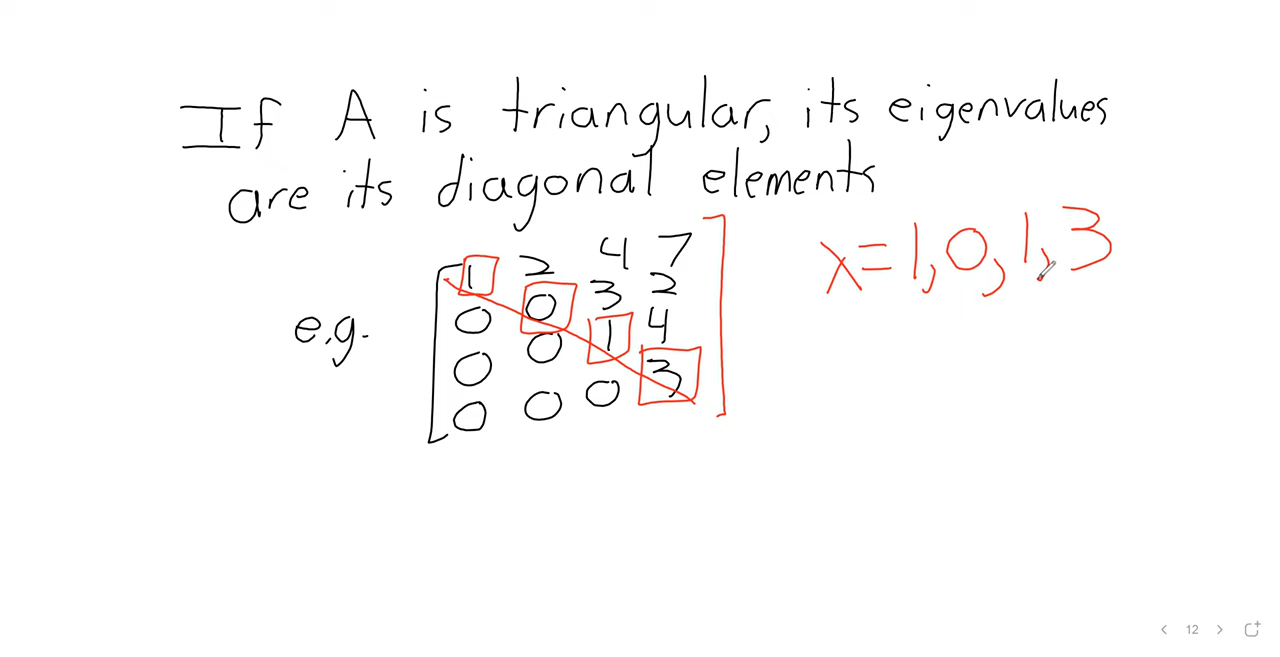 If A is triangular, its eigenvalues
are its diagonal elements
λ=1,0,1,3
e.g.
1 2 4 7
0 0 3 2
0 0 1 4
0 0 0 3
12